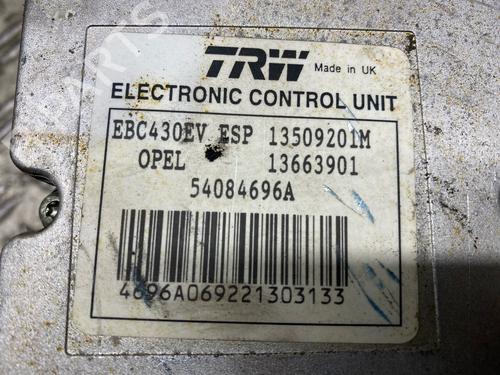 TRW Made in UK
ELECTRONIC CONTROL UNIT
EBC430EV ESP 13509201M
OPEL 13663901
54084696A
4696A069221303133